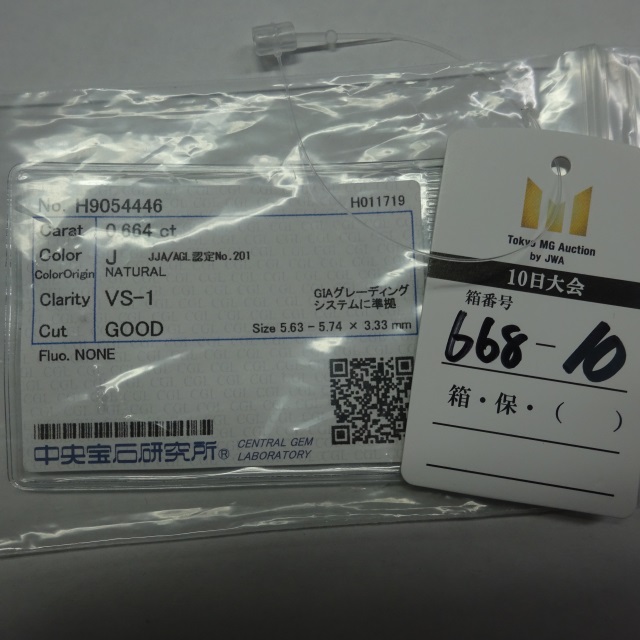 No. H9054446 H011719
Carat 0.664 ct
Color J JJA/AGL認定No.201
ColorOrigin NATURAL
Clarity VS-1 GIAグレーディング
システムに準拠
Cut GOOD Size 5.63 - 5.74 × 3.33 mm
Fluo. NONE
中央宝石研究所® CENTRAL GEM
LABORATORY
Tokyo MG Auction
by JWA
10日大会
箱番号
668-10
箱・保・( )